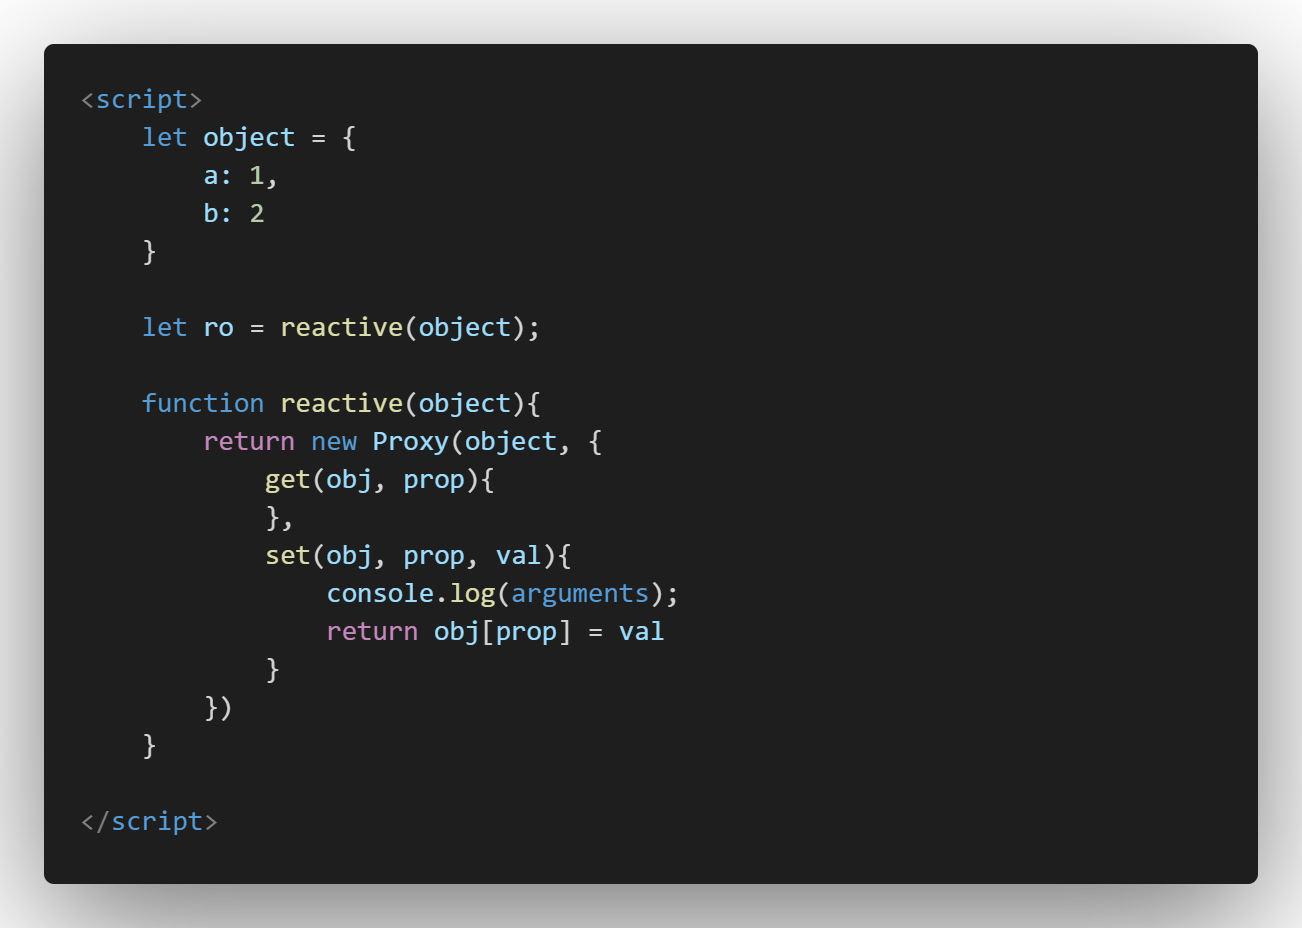 <script>
    let object = {
        a: 1,
        b: 2
    }

    let ro = reactive(object);

    function reactive(object){
        return new Proxy(object, {
            get(obj, prop){
            },
            set(obj, prop, val){
                console.log(arguments);
                return obj[prop] = val
            }
        })
    }

</script>